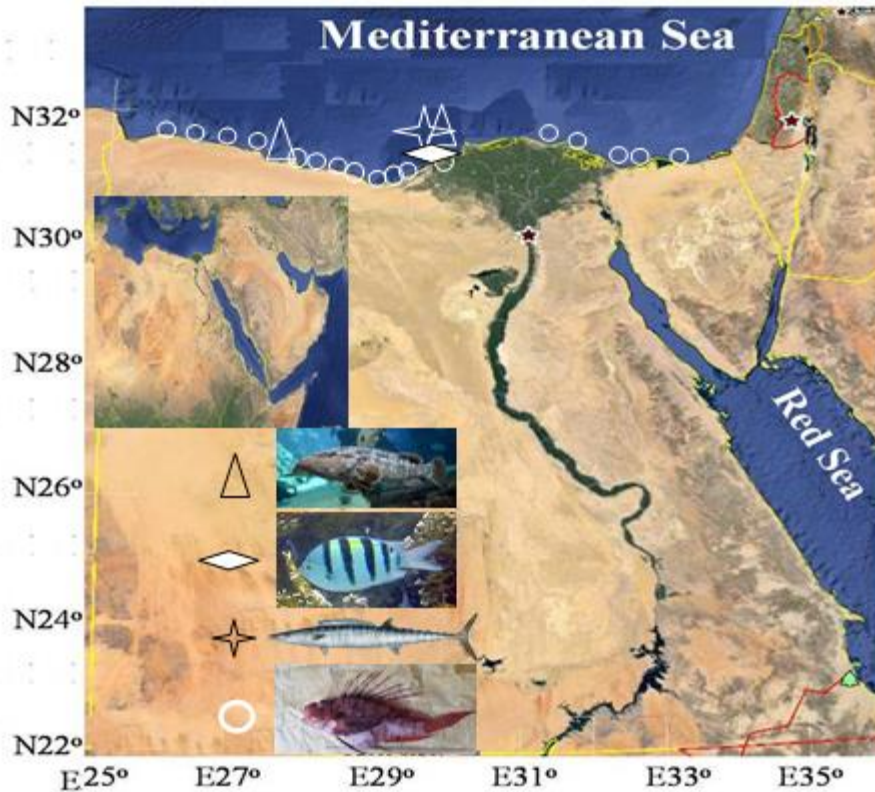 Mediterranean Sea
N32º
N30º
N28º
Red Sea
N26º
N24º
N22º
E25º E27º E29º E31º E33º E35º